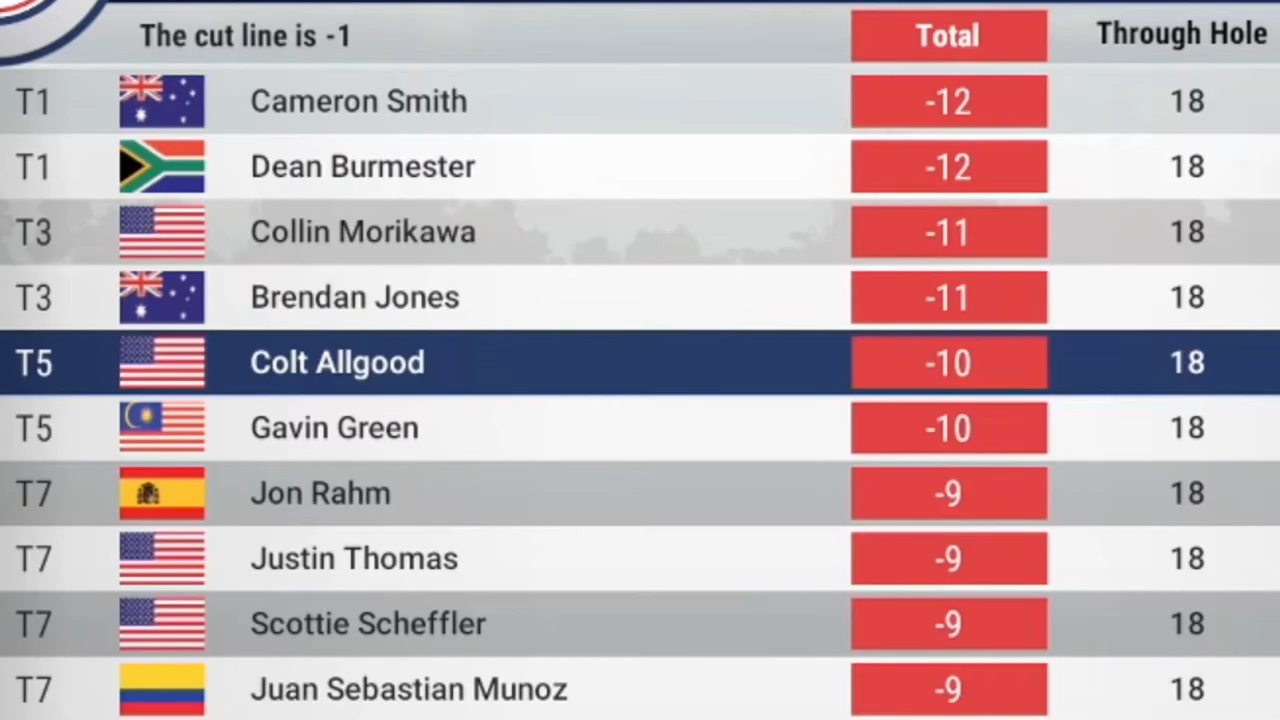 The cut line is -1 Total Through Hole
T1 Cameron Smith -12 18
T1 Dean Burmester -12 18
T3 Collin Morikawa -11 18
T3 Brendan Jones -11 18
T5 Colt Allgood -10 18
T5 Gavin Green -10 18
T7 Jon Rahm -9 18
T7 Justin Thomas -9 18
T7 Scottie Scheffler -9 18
T7 Juan Sebastian Munoz -9 18